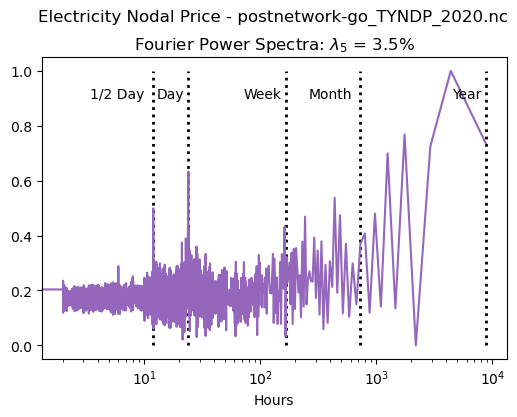 Electricity Nodal Price - postnetwork-go_TYNDP_2020.nc
Fourier Power Spectra: λ₅ = 3.5%
1.0
1/2 Day Day Week Month Year
0.8
0.6
0.4
0.2
0.0
10¹ 10² 10³ 10⁴
Hours